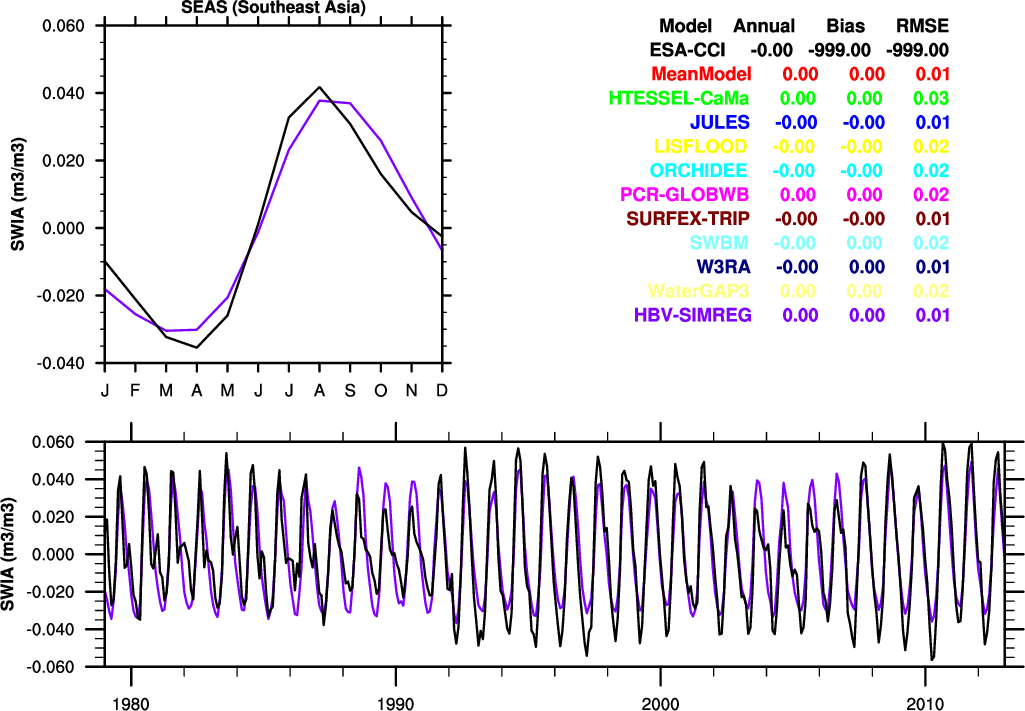 SEAS (Southeast Asia)
0.060
0.040
0.020
0.000
-0.020
-0.040
SWIA (m3/m3)
J F M A M J J A S O N D
Model Annual Bias RMSE
ESA-CCI -0.00 -999.00 -999.00
MeanModel 0.00 0.00 0.01
HTESSEL-CaMa 0.00 0.00 0.03
JULES -0.00 -0.00 0.01
LISFLOOD -0.00 -0.00 0.02
ORCHIDEE -0.00 -0.00 0.02
PCR-GLOBWB 0.00 0.00 0.02
SURFEX-TRIP -0.00 -0.00 0.01
SWBM -0.00 0.00 0.02
W3RA -0.00 0.00 0.01
WaterGAP3 0.00 0.00 0.02
HBV-SIMREG 0.00 0.00 0.01
0.060
0.040
0.020
0.000
-0.020
-0.040
-0.060
SWIA (m3/m3)
1980 1990 2000 2010